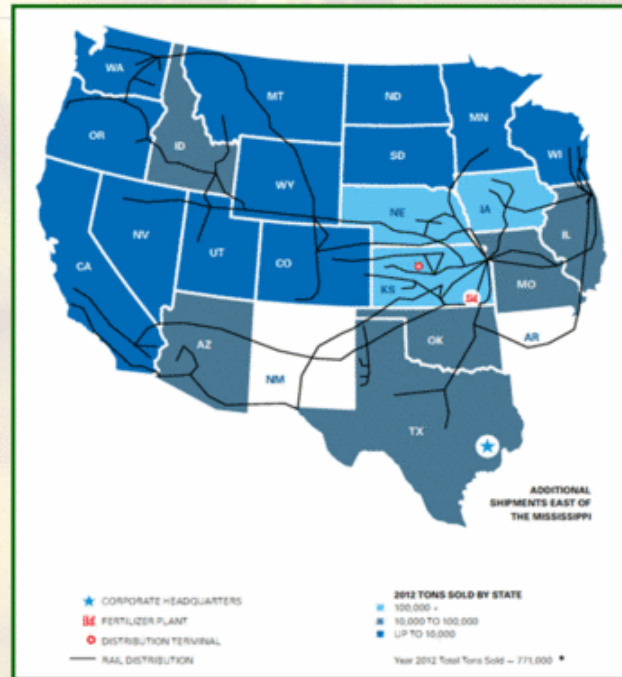 WA
MT
ND
MN
OR
ID
SD
WI
WY
NE
IA
NV
UT
CO
IL
CA
KS
MO
AZ
NM
OK
AR
TX
ADDITIONAL
SHIPMENTS EAST OF
THE MISSISSIPPI
CORPORATE HEADQUARTERS
FERTILIZER PLANT
DISTRIBUTION TERMINAL
RAIL DISTRIBUTION
2012 TONS SOLD BY STATE
100,000 +
10,000 TO 100,000
UP TO 10,000
Year 2012 Total Tons Sold — 771,000 *